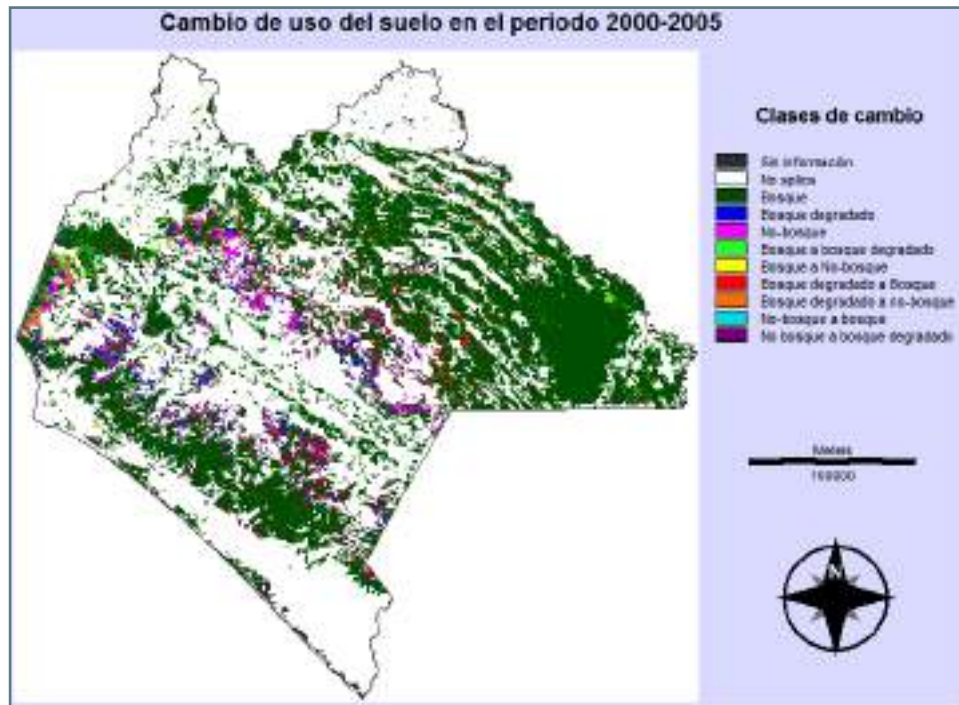 Cambio de uso del suelo en el periodo 2000-2005
Clases de cambio
Sin información
No aplica
Bosque
Bosque degradado
No-bosque
Bosque a bosque degradado
Bosque a No-bosque
Bosque degradado a Bosque
Bosque degradado a no-bosque
No-bosque a bosque
No bosque a bosque degradado
Meters
N